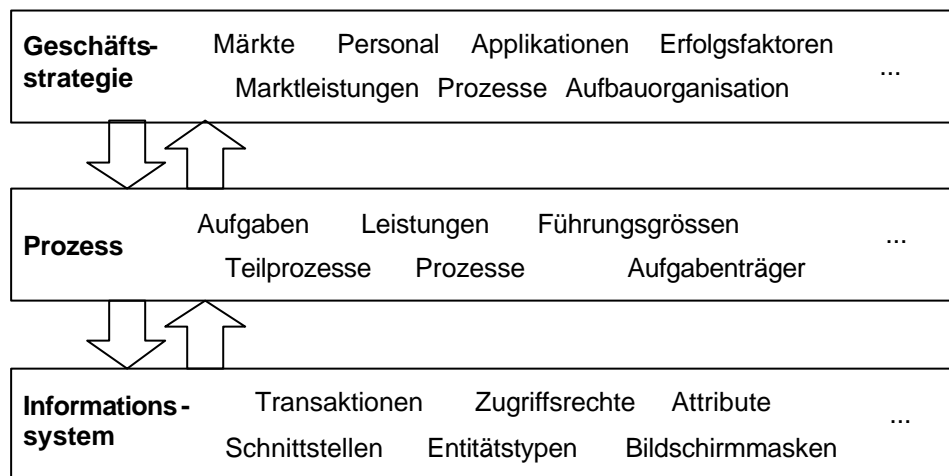 Geschäfts-
strategie
Märkte Personal Applikationen Erfolgsfaktoren
Marktleistungen Prozesse Aufbauorganisation
...
Prozess
Aufgaben Leistungen Führungsgrössen
Teilprozesse Prozesse Aufgabenträger
...
Informations-
system
Transaktionen Zugriffsrechte Attribute
Schnittstellen Entitätstypen Bildschirmmasken
...